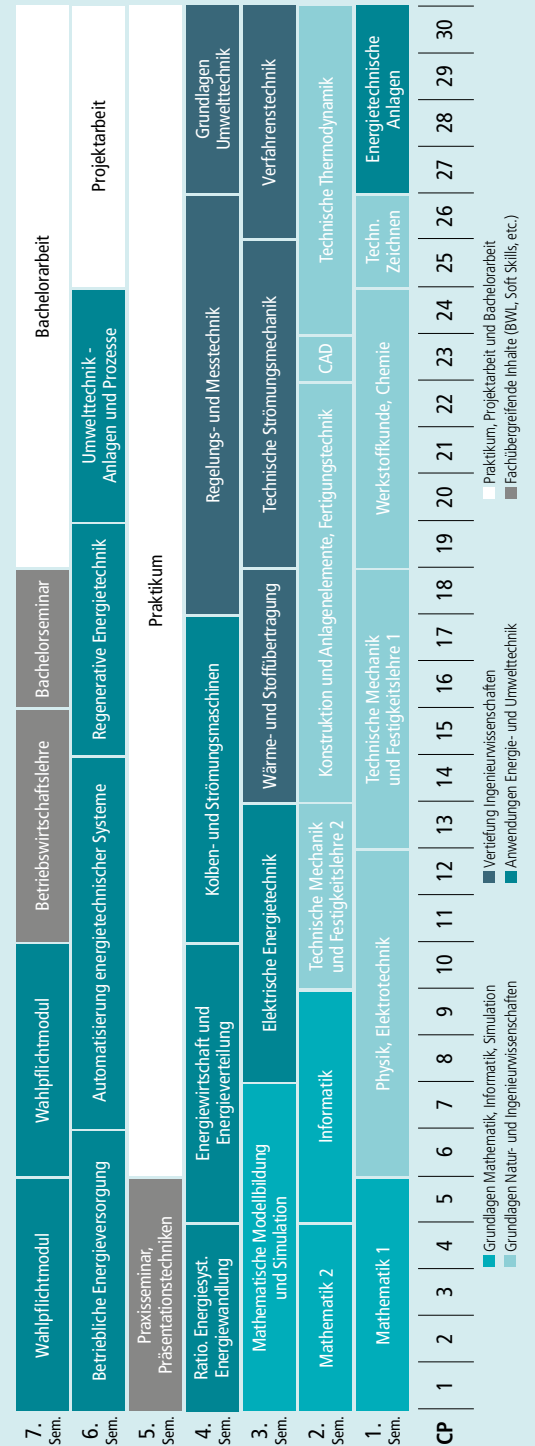 7.
Sem.
Wahlpflichtmodul
Wahlpflichtmodul
Betriebswirtschaftslehre
Bachelorseminar
Bachelorarbeit
6.
Sem.
Betriebliche Energieversorgung
Automatisierung energietechnischer Systeme
Regenerative Energietechnik
Umwelttechnik -
Anlagen und Prozesse
Projektarbeit
5.
Sem.
Praxisseminar,
Präsentationstechniken
Praktikum
4.
Sem.
Ratio. Energiesyst.
Energiewandlung
Energiewirtschaft und
Energieverteilung
Kolben- und Strömungsmaschinen
Regelungs- und Messtechnik
Grundlagen
Umwelttechnik
3.
Sem.
Mathematische Modellbildung
und Simulation
Elektrische Energietechnik
Wärme- und Stoffübertragung
Technische Strömungsmechanik
Verfahrenstechnik
2.
Sem.
Mathematik 2
Informatik
Technische Mechanik
und Festigkeitslehre 2
Konstruktion und Anlagenelemente, Fertigungstechnik
CAD
Technische Thermodynamik
1.
Sem.
Mathematik 1
Physik, Elektrotechnik
Technische Mechanik
und Festigkeitslehre 1
Werkstoffkunde, Chemie
Techn.
Zeichnen
Energietechnische
Anlagen
CP 1 2 3 4 5 6 7 8 9 10 11 12 13 14 15 16 17 18 19 20 21 22 23 24 25 26 27 28 29 30
Grundlagen Mathematik, Informatik, Simulation
Grundlagen Natur- und Ingenieurwissenschaften
Vertiefung Ingenieurwissenschaften
Anwendungen Energie- und Umwelttechnik
Praktikum, Projektarbeit und Bachelorarbeit
Fachübergreifende Inhalte (BWL, Soft Skills, etc.)